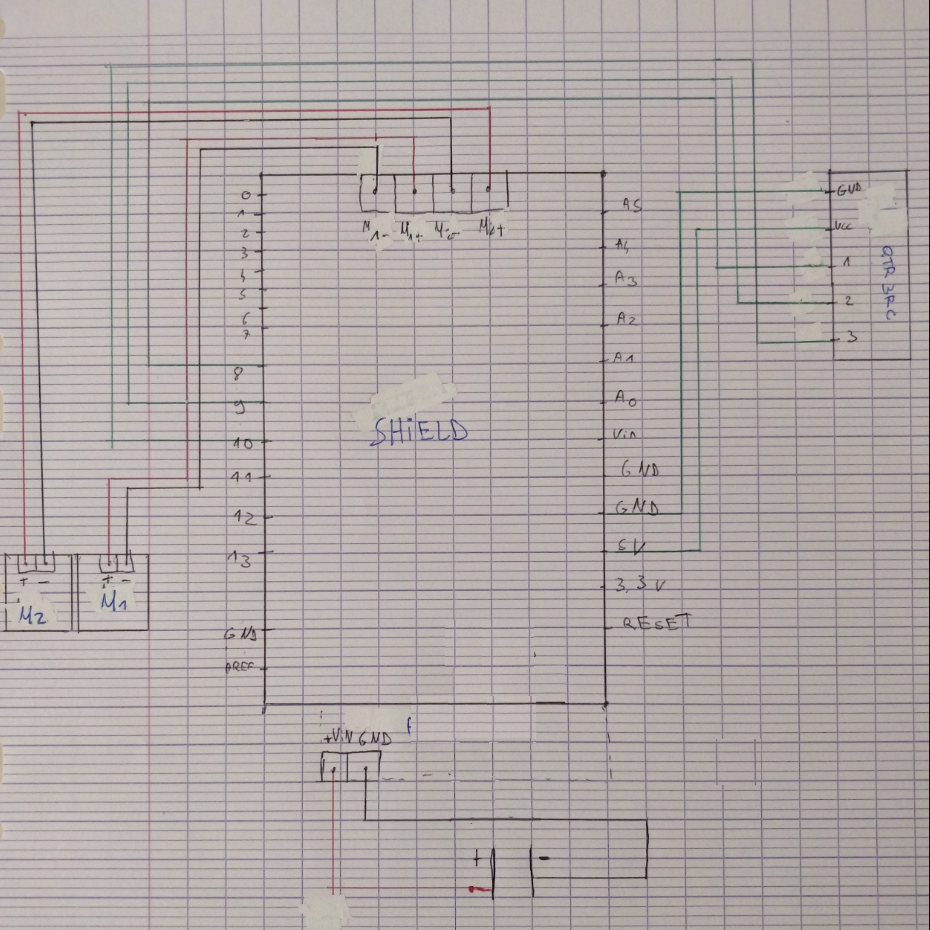 0
1
2
3
4
5
6
7
8
9
10
11
12
13
GND
AREF
M1- M1+ M2- M2+
SHiELD
A5
A4
A3
A2
A1
A0
Vin
GND
GND
5V
3,3V
RESET
GND
Vcc
1
2
3
QTR 3RC
+ -
M2
+ -
M1
+VIN GND
+ -